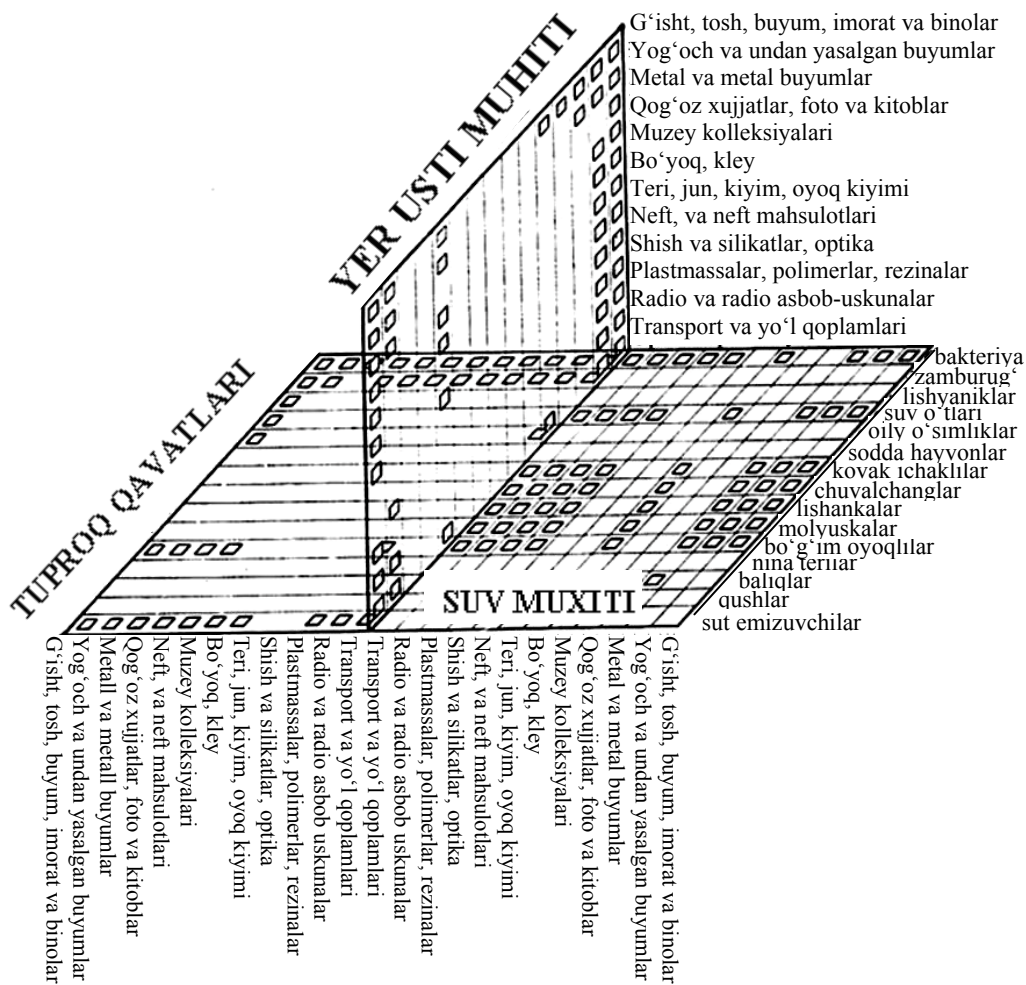 YER USTI MUHITI
G‘isht, tosh, buyum, imorat va binolar
Yog‘och va undan yasalgan buyumlar
Metal va metal buyumlar
Qog‘oz xujjatlar, foto va kitoblar
Muzey kolleksiyalari
Bo‘yoq, kley
Teri, jun, kiyim, oyoq kiyimi
Neft, va neft mahsulotlari
Shish va silikatlar, optika
Plastmassalar, polimerlar, rezinalar
Radio va radio asbob-uskunalar
Transport va yo‘l qoplamlari
TUPROQ QAVATLARI
bakteriya
zamburug‘
lishyaniklar
suv o‘tlari
oily o‘simliklar
sodda hayvonlar
kovak ichaklilar
chuvalchanglar
lishankalar
molyuskalar
bo‘g‘im oyoqlilar
nina terilar
baliqlar
qushlar
sut emizuvchilar
SUV MUXITI
G‘isht, tosh, buyum, imorat va binolar
Yog‘och va undan yasalgan buyumlar
Metall va metall buyumlar
Qog‘oz xujjatlar, foto va kitoblar
Neft, va neft mahsulotlari
Muzey kolleksiyalari
Bo‘yoq, kley
Teri, jun, kiyim, oyoq kiyimi
Shish va silikatlar, optika
Plastmassalar, polimerlar, rezinalar
Radio va radio asbob uskunalar
Transport va yo‘l qoplamlari
Transport va yo‘l qoplamlari
Radio va radio asbob uskunalar
Plastmassalar, polimerlar, rezinalar
Shish va silikatlar, optika
Neft, va neft mahsulotlari
Teri, jun, kiyim, oyoq kiyimi
Bo‘yoq, kley
Muzey kolleksiyalari
Qog‘oz xujjatlar, foto va kitoblar
Metal va metal buyumlar
Yog‘och va undan yasalgan buyumlar
G‘isht, tosh, buyum, imorat va binolar